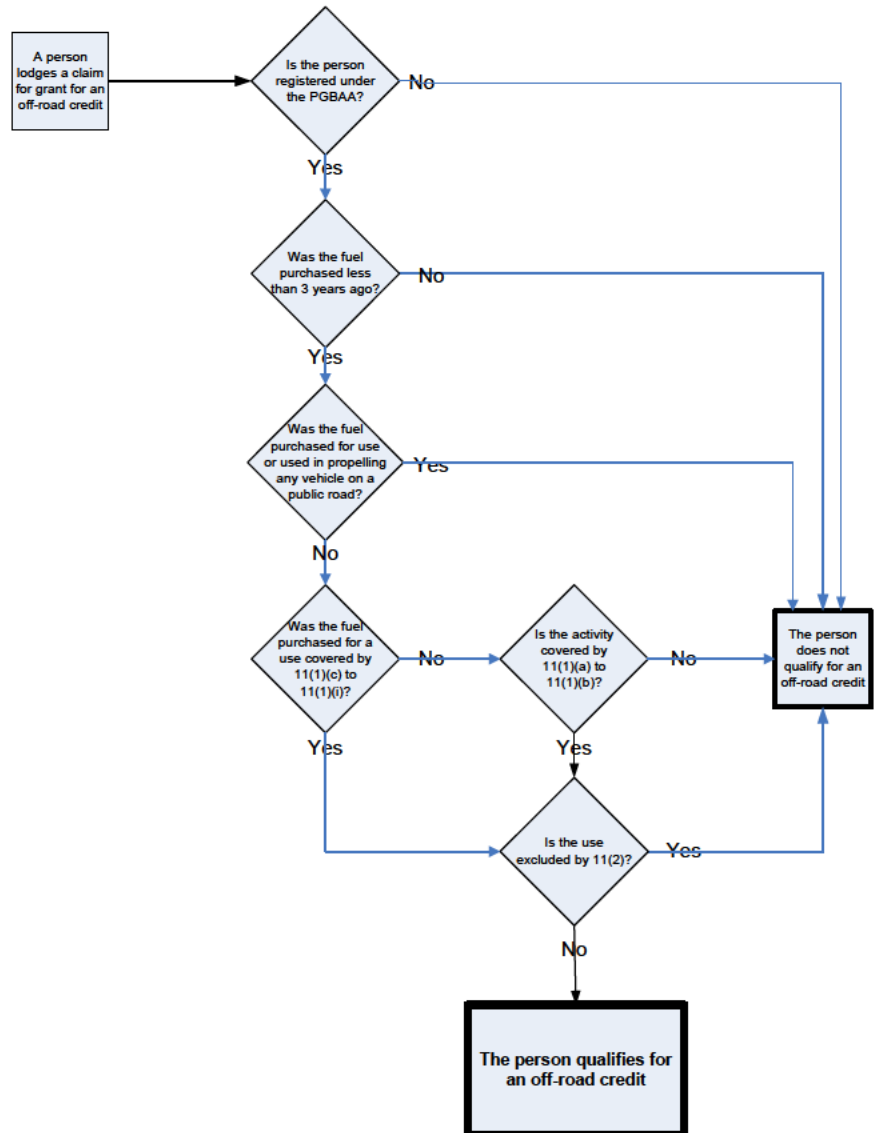 A person
lodges a claim
for grant for an
off-road credit
Is the person
registered under
the PGBAA?
No
Yes
Was the fuel
purchased less
than 3 years ago?
No
Yes
Was the fuel
purchased for use
or used in propelling
any vehicle on a
public road?
Yes
No
Was the fuel
purchased for a
use covered by
11(1)(c) to
11(1)(i)?
No
Is the activity
covered by
11(1)(a) to
11(1)(b)?
No
The person
does not
qualify for an
off-road credit
Yes
Yes
Is the use
excluded by 11(2)?
Yes
No
The person qualifies for
an off-road credit